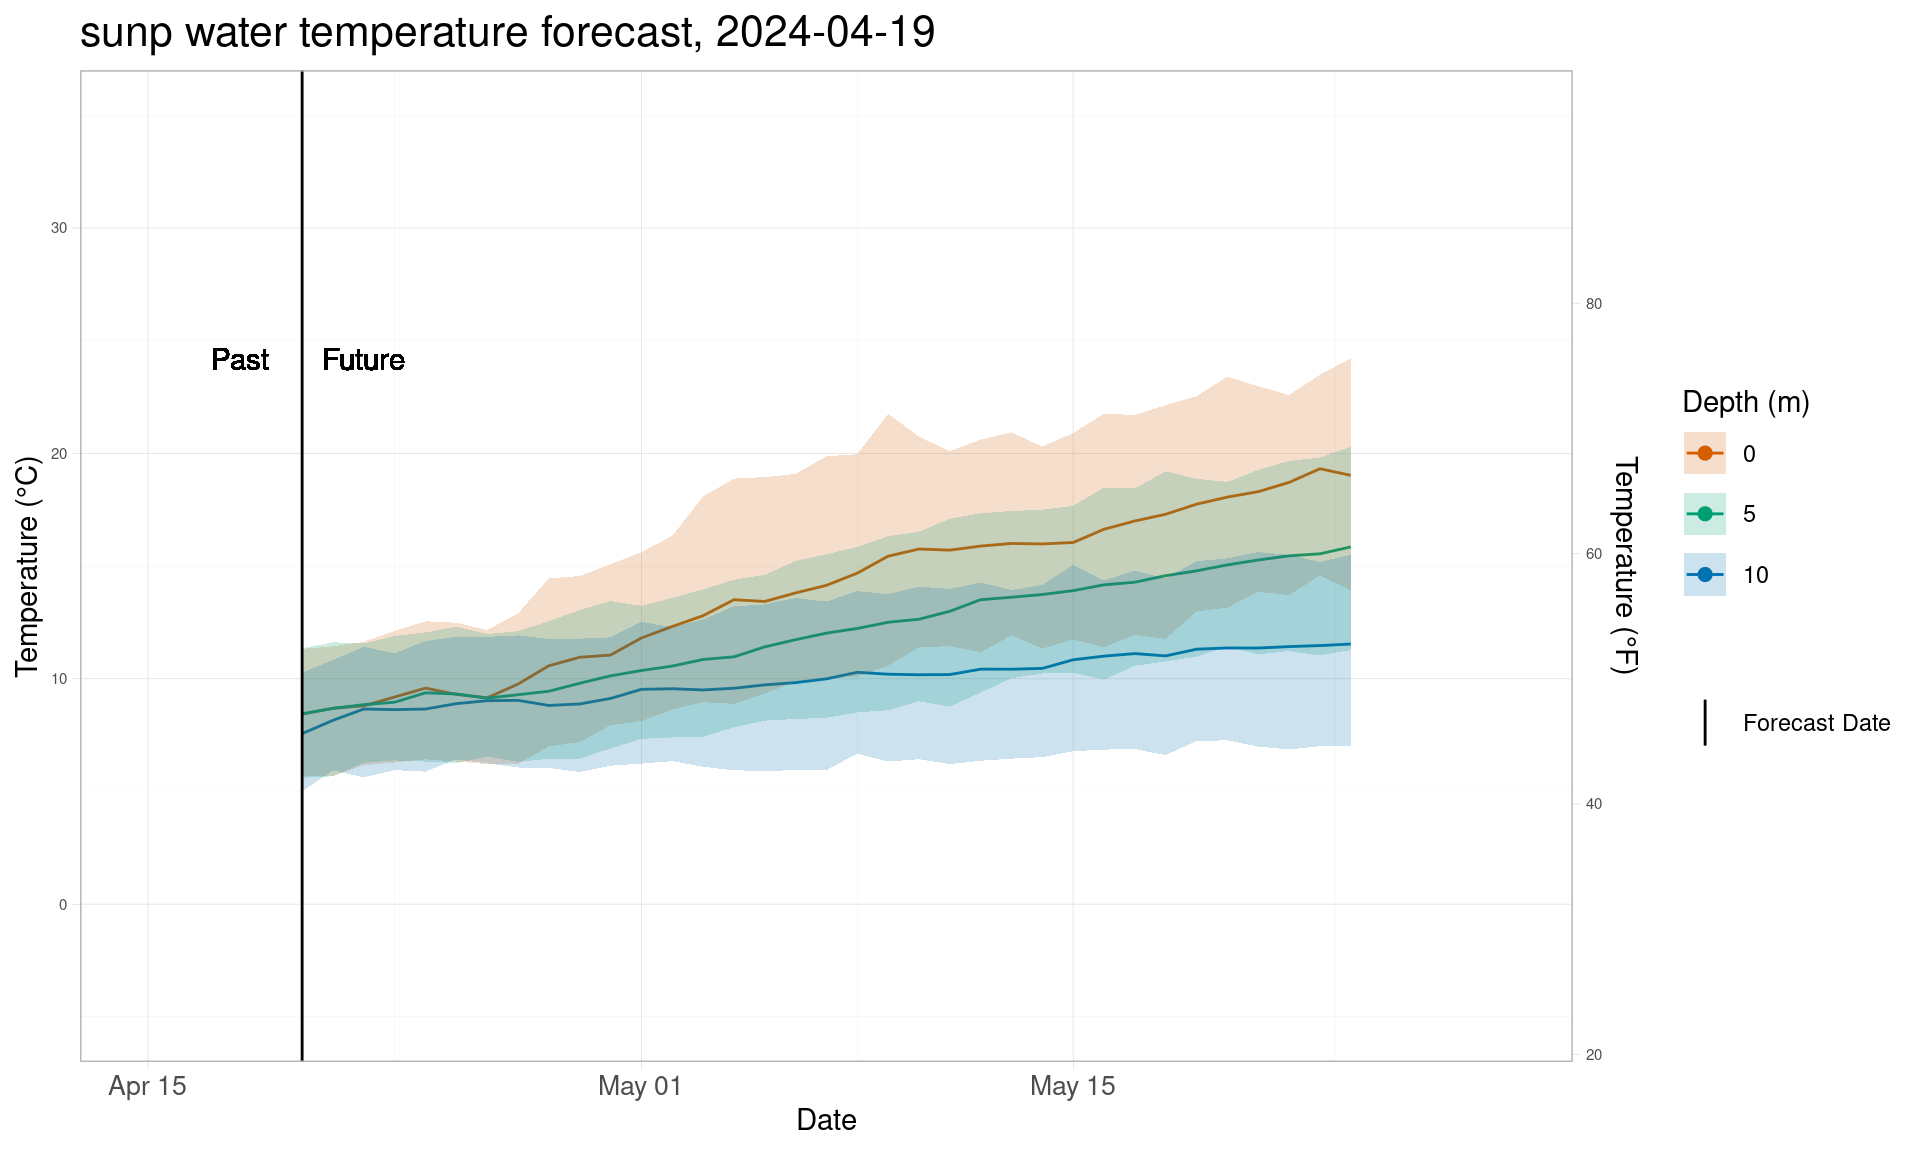 sunp water temperature forecast, 2024-04-19
Temperature (°C)
30
20
10
0
Past
Future
Apr 15
May 01
May 15
Date
80
60
40
20
Temperature (°F)
Depth (m)
0
5
10
Forecast Date